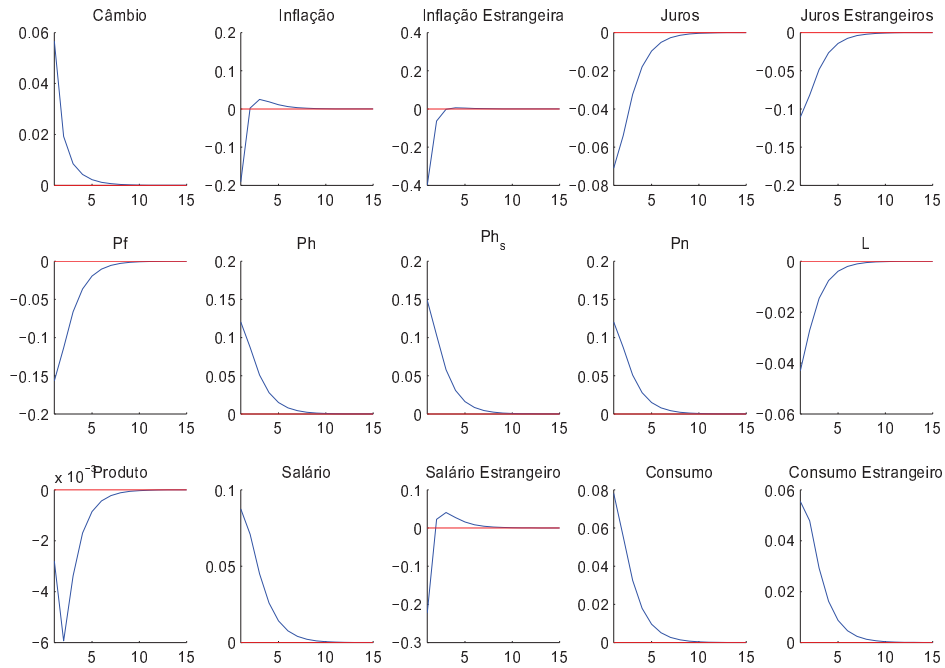 Câmbio
Inflação
Inflação Estrangeira
Juros
Juros Estrangeiros
0.06
0.04
0.02
0
5 10 15
0.2
0.1
0
−0.1
−0.2
5 10 15
0.4
0.2
0
−0.2
−0.4
5 10 15
0
−0.02
−0.04
−0.06
−0.08
5 10 15
0
−0.05
−0.1
−0.15
−0.2
5 10 15
Pf
Ph
Ph_s
Pn
L
0
−0.05
−0.1
−0.15
−0.2
5 10 15
0.2
0.15
0.1
0.05
0
5 10 15
0.2
0.15
0.1
0.05
0
5 10 15
0.2
0.15
0.1
0.05
0
5 10 15
0
−0.02
−0.04
−0.06
5 10 15
x 10⁻³
Produto
Salário
Salário Estrangeiro
Consumo
Consumo Estrangeiro
0
−2
−4
−6
5 10 15
0.1
0.05
0
5 10 15
0.1
0
−0.1
−0.2
−0.3
5 10 15
0.08
0.06
0.04
0.02
0
5 10 15
0.06
0.04
0.02
0
5 10 15